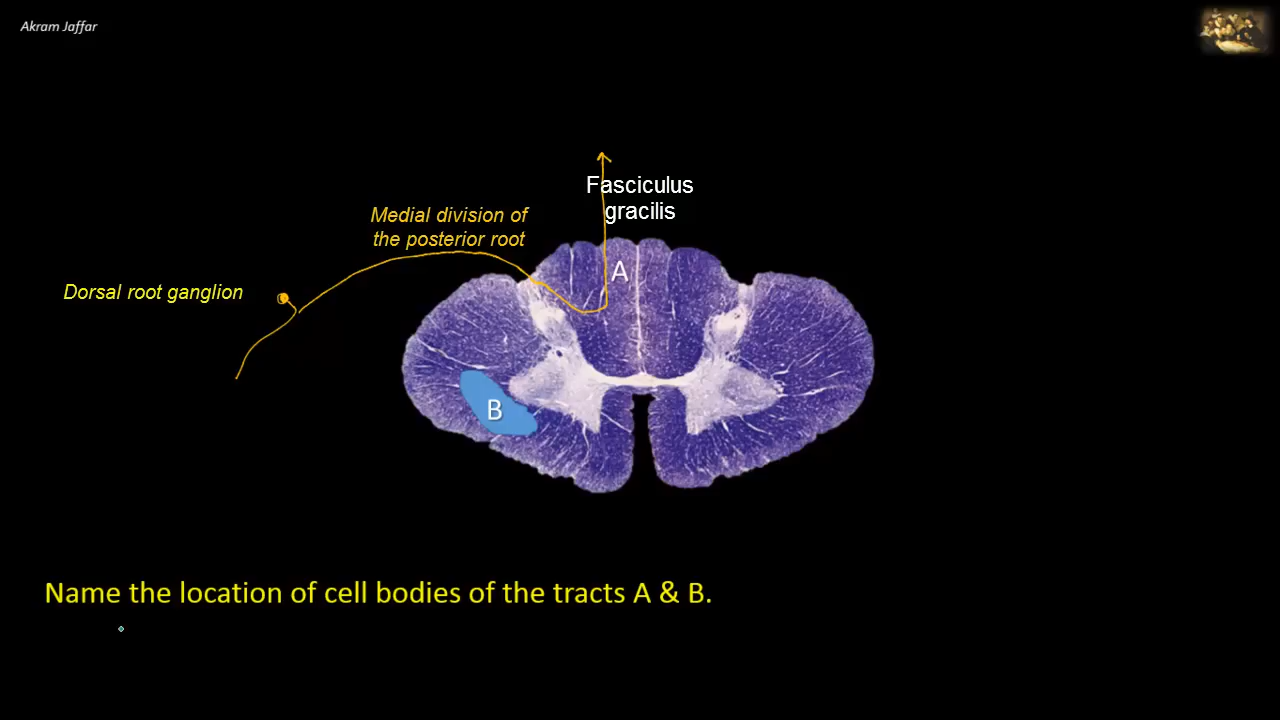 Akram Jaffar
Fasciculus
gracilis
Medial division of
the posterior root
Dorsal root ganglion
A
B
Name the location of cell bodies of the tracts A & B.